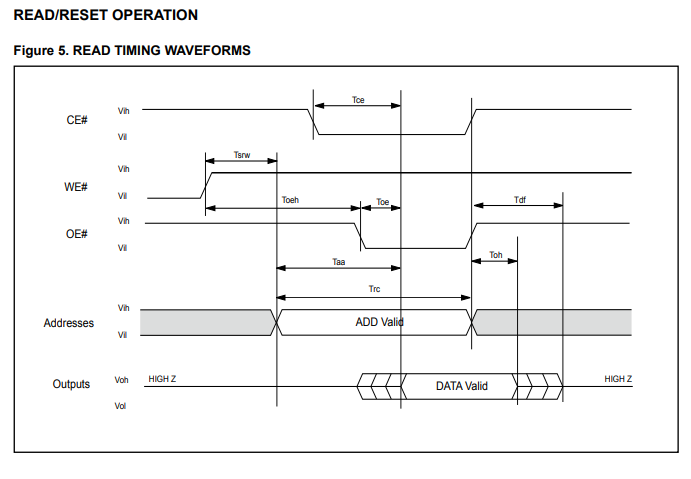 READ/RESET OPERATION
Figure 5. READ TIMING WAVEFORMS
Tce
CE#
Vih
Vil
Tsrw
WE#
Vih
Vil
Toeh
Toe
Tdf
OE#
Vih
Vil
Toh
Taa
Trc
Addresses
Vih
Vil
ADD Valid
Outputs
Voh
Vol
HIGH Z
DATA Valid
HIGH Z